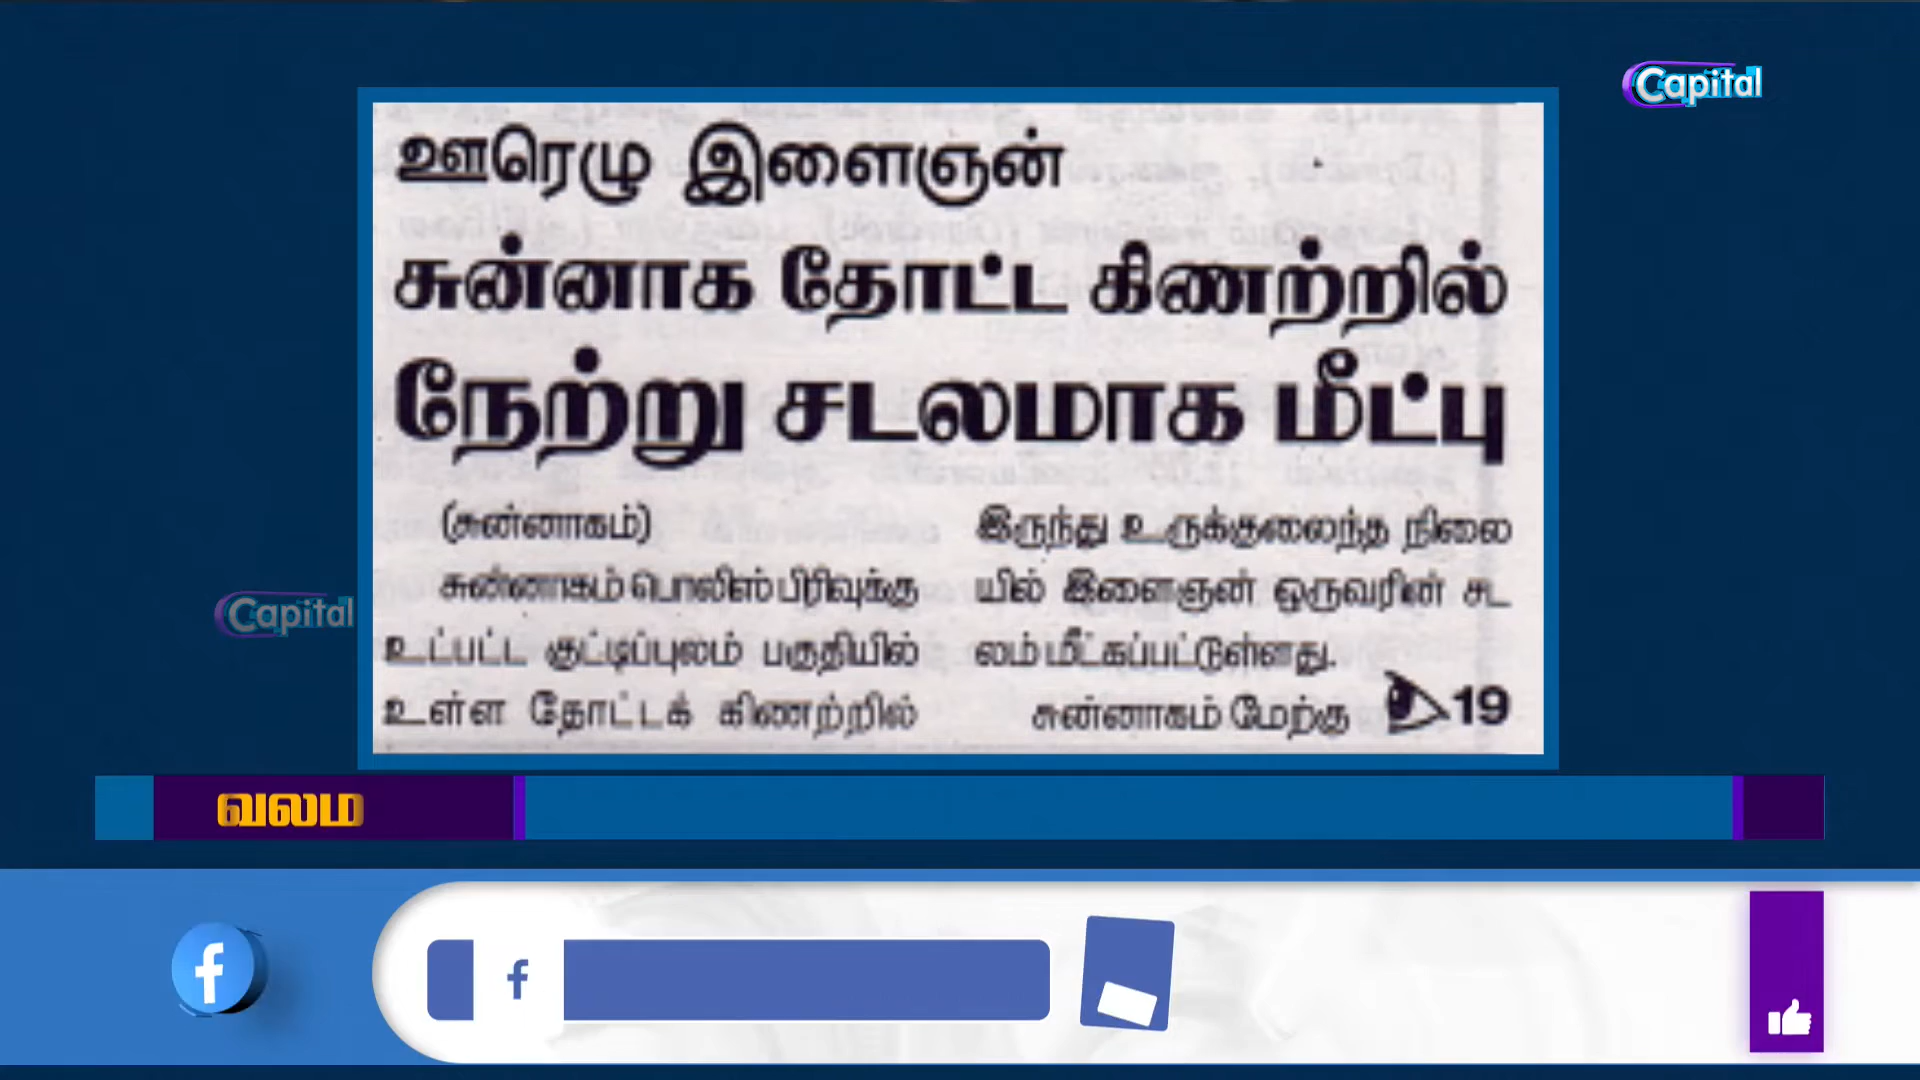 Capital
ஊரெழு இளைஞன்
சுன்னாக தோட்ட கிணற்றில்
நேற்று சடலமாக மீட்பு
(சுன்னாகம்)
சுன்னாகம் பொலிஸ் பிரிவுக்கு
உட்பட்ட குட்டிப்புலம் பகுதியில்
உள்ள தோட்டக் கிணற்றில்
இருந்து உருக்குலைந்த நிலை
யில் இளைஞன் ஒருவரின் சட
லம் மீட்கப்பட்டுள்ளது.
சுன்னாகம் மேற்கு 19
Capital
வலம